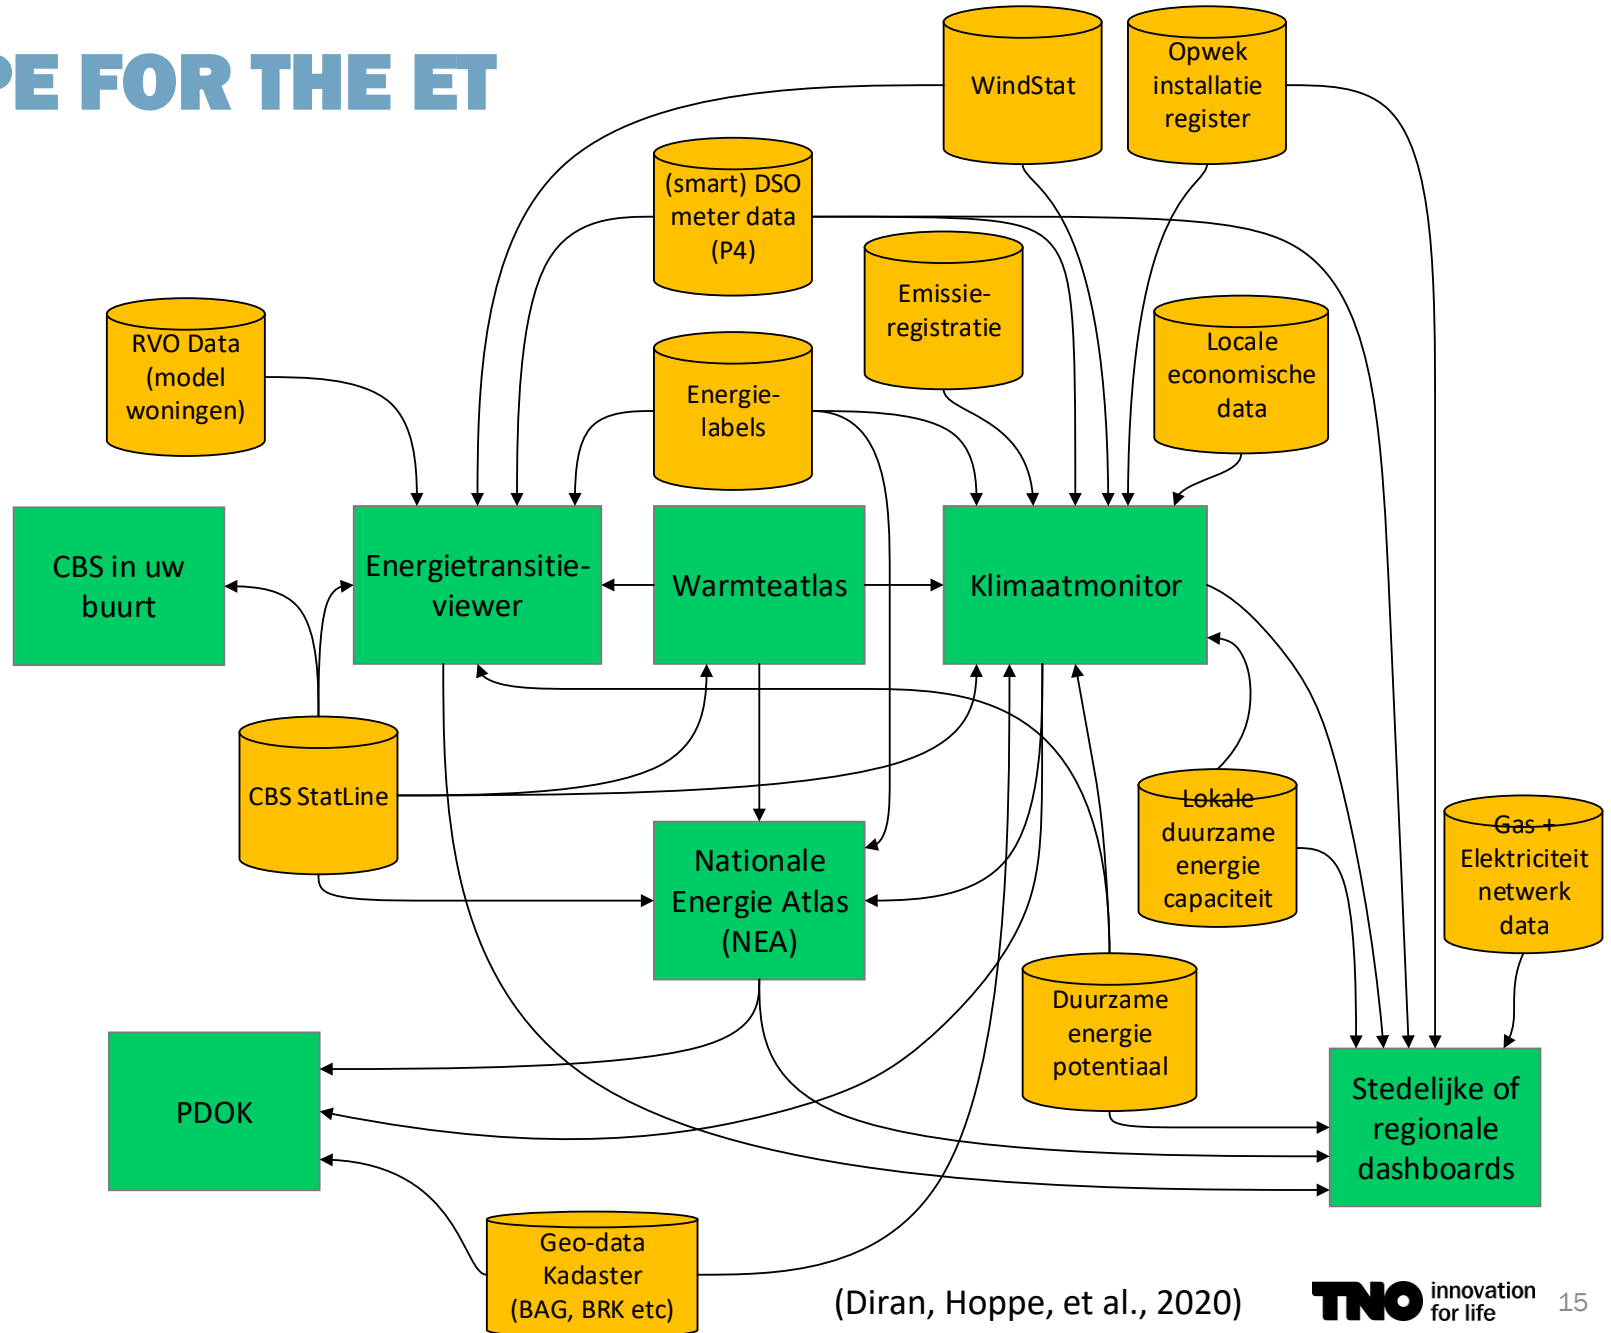 PE FOR THE ET
WindStat
Opwek
installatie
register
(smart) DSO
meter data
(P4)
Emissie-
registratie
RVO Data
(model
woningen)
Energie-
labels
Locale
economische
data
CBS in uw
buurt
Energietransitie-
viewer
Warmteatlas
Klimaatmonitor
CBS StatLine
Lokale
duurzame
energie
capaciteit
Gas +
Elektriciteit
netwerk
data
Nationale
Energie Atlas
(NEA)
Duurzame
energie
potentiaal
PDOK
Stedelijke of
regionale
dashboards
Geo-data
Kadaster
(BAG, BRK etc)
(Diran, Hoppe, et al., 2020)
TNO innovation
for life
15